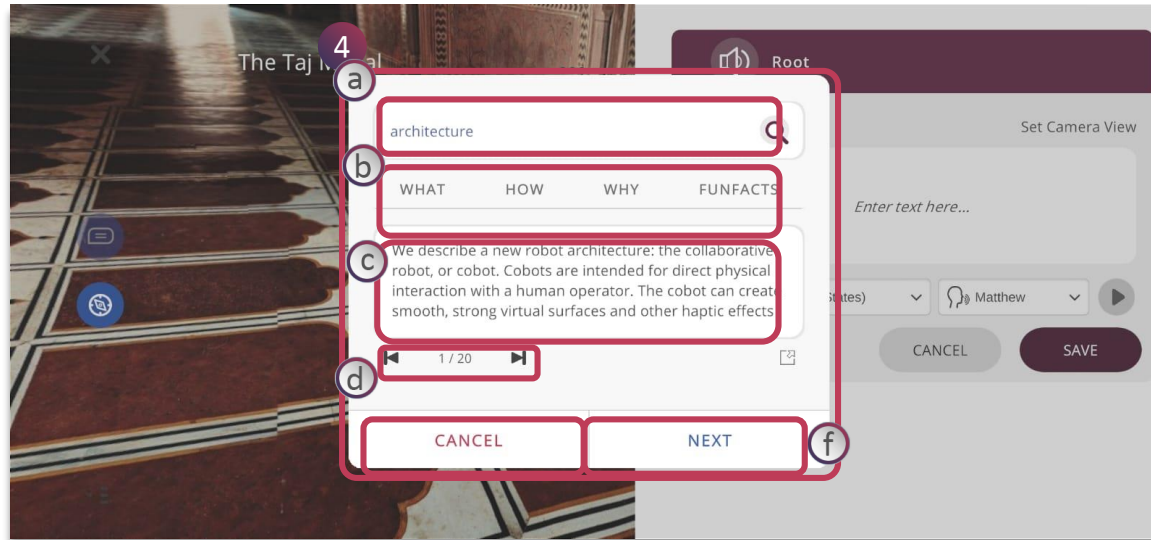 The Taj M al
4
Root
a
architecture
Set Camera View
b
WHAT HOW WHY FUNFACTS
Enter text here...
c
We describe a new robot architecture: the collaborative
robot, or cobot. Cobots are intended for direct physical
interaction with a human operator. The cobot can create
smooth, strong virtual surfaces and other haptic effects
States) Matthew
d
1 / 20
CANCEL SAVE
CANCEL NEXT
f